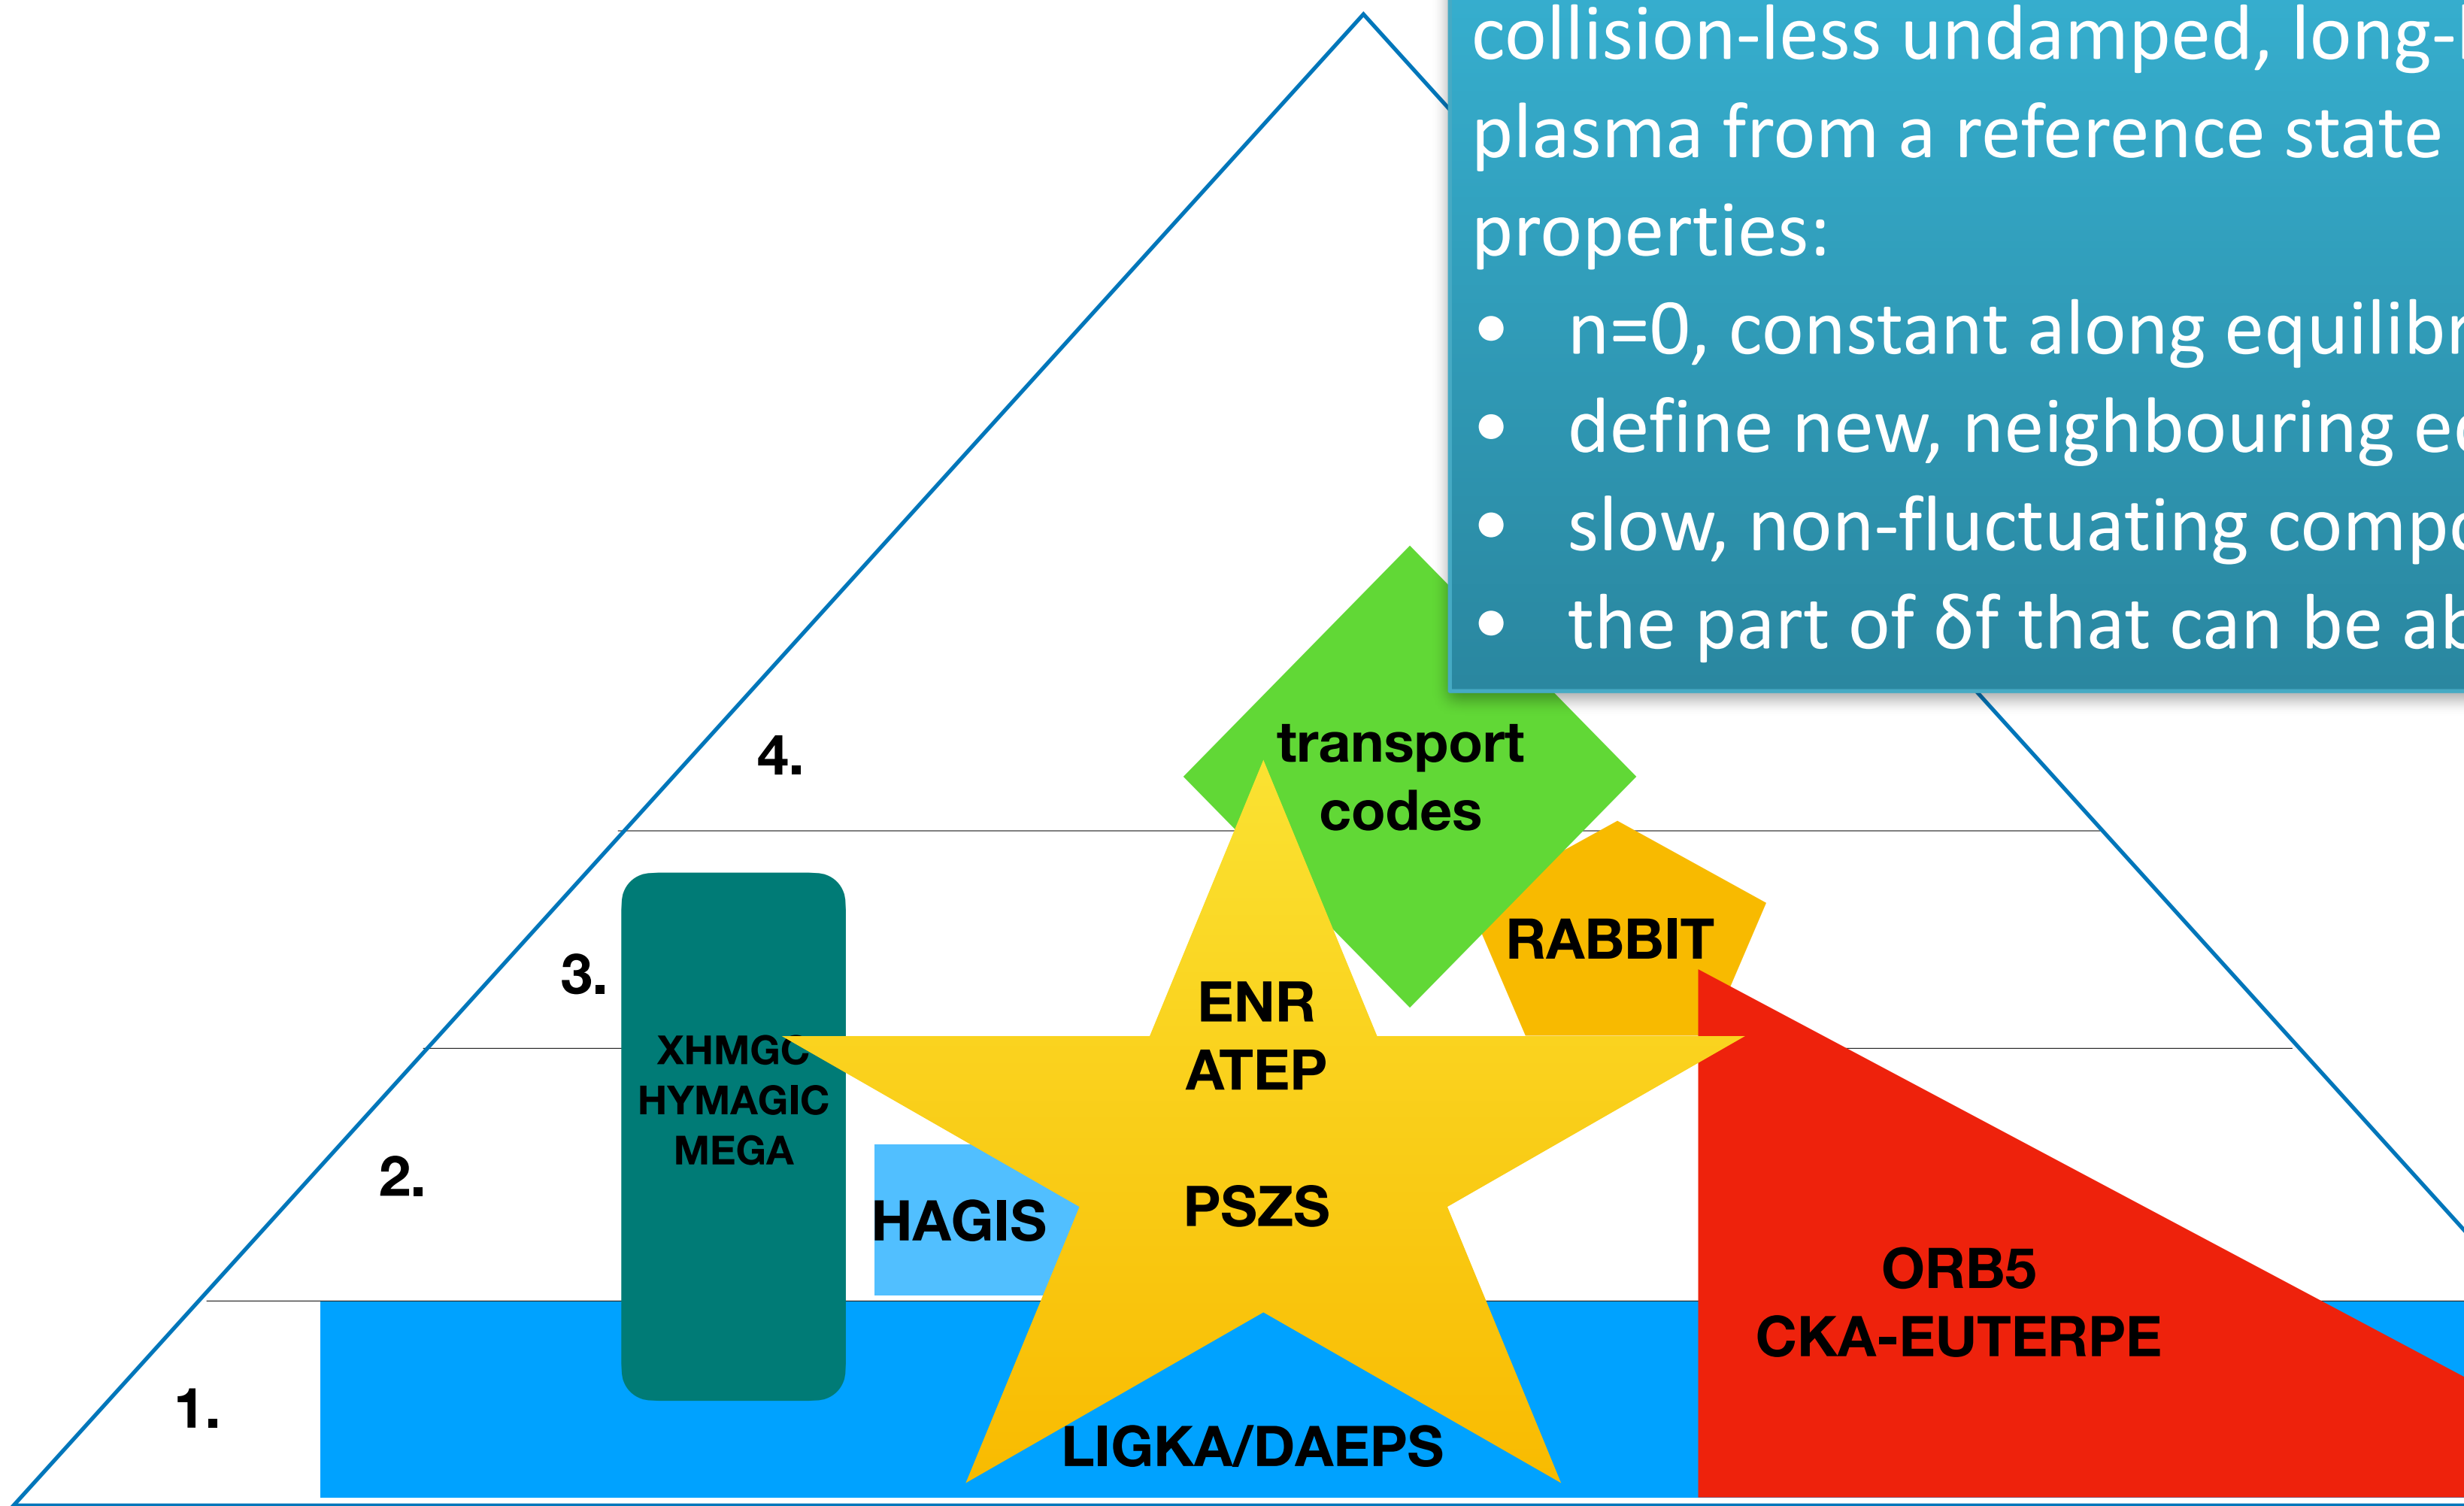 collision-less undamped, long-
plasma from a reference state
properties:
• n=0, constant along
• define new, neighbouring
• slow, non-fluctuating
• the part of δf that can be
4.
transport
codes
3.
RABBIT
ENR
ATEP
XHMGC
HYMAGIC
MEGA
2.
PSZS
HAGIS
ORB5
CKA-EUTERPE
1.
LIGKA/DAEPS